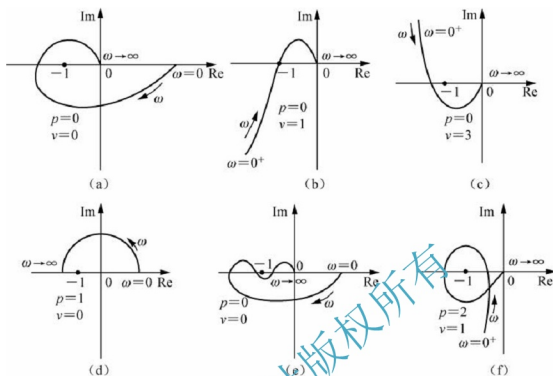 Im
ω→∞
−1
0
ω=0
Re
ω
p=0
v=0
(a)
Im
ω→∞
−1
0
Re
p=0
v=1
ω
ω=0⁺
(b)
Im
ω
ω=0⁺
ω→∞
−1
0
Re
p=0
v=3
(c)
Im
ω
ω→∞
−1
0
ω=0
Re
p=1
v=0
(d)
Im
−1
0
ω=0
ω→∞
Re
p=0
v=0
ω
(e)
Im
ω→∞
−1
0
Re
p=2
v=1
ω
ω=0⁺
(f)
版权所有